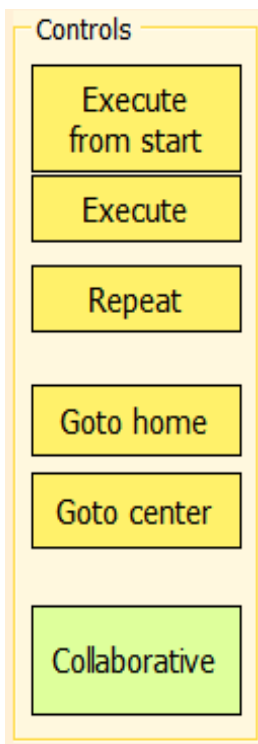 Controls
Execute
from start
Execute
Repeat
Goto home
Goto center
Collaborative